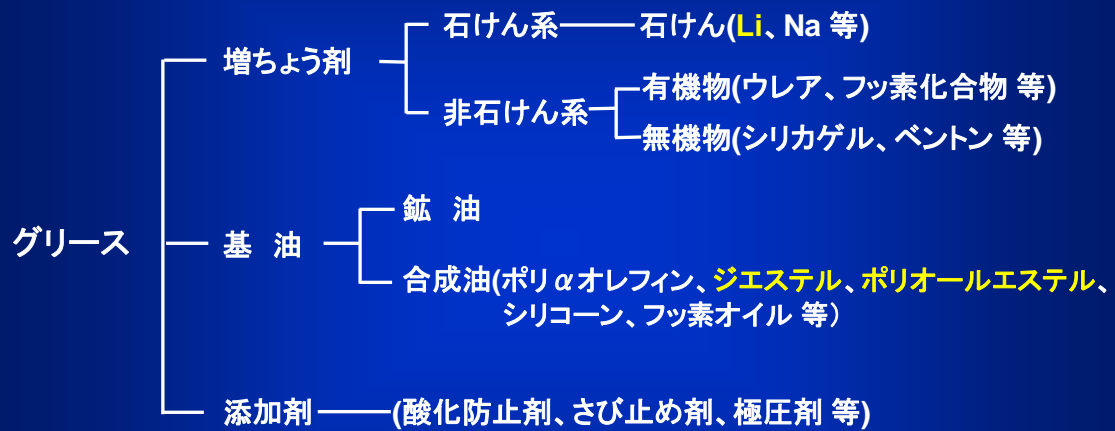 石けん系
石けん(Li、Na 等)
増ちょう剤
有機物(ウレア、フッ素化合物 等)
非石けん系
無機物(シリカゲル、ベントン 等)
鉱 油
グリース
基 油
合成油(ポリαオレフィン、ジエステル、ポリオールエステル、
シリコーン、フッ素オイル 等)
添加剤
(酸化防止剤、さび止め剤、極圧剤 等)